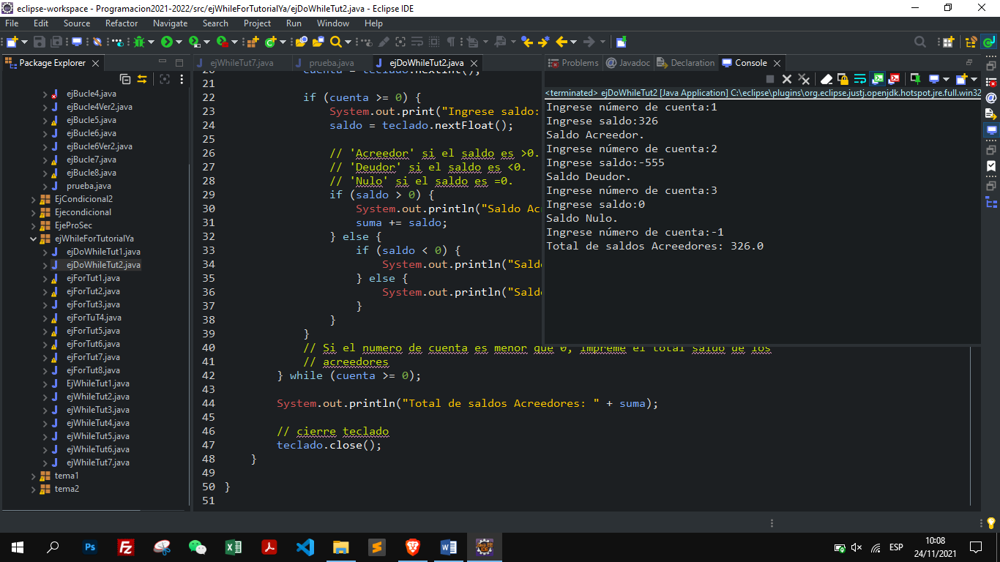 eclipse-workspace - Programacion2021-2022/src/ejWhileForTutorialYa/ejDoWhileTut2.java - Eclipse IDE
File Edit Source Refactor Navigate Search Project Run Window Help
Package Explorer
ejBucle4.java
ejBucle4Ver2.java
ejBucle5.java
ejBucle6.java
ejBucle6Ver2.java
ejBucle7.java
ejBucle8.java
prueba.java
EjCondicional2
Ejecondicional
EjeProSec
ejWhileForTutorialYa
ejDoWhileTut1.java
ejDoWhileTut2.java
ejForTut1.java
ejForTut2.java
ejForTut3.java
ejForTuT4.java
ejForTut5.java
ejForTut6.java
ejForTut7.java
ejForTut8.java
EjWhileTut1.java
ejWhileTut2.java
ejWhileTut3.java
ejWhileTut4.java
ejWhileTut5.java
ejWhileTut6.java
ejWhileTut7.java
tema1
tema2
ejWhileTut7.java prueba.java ejDoWhileTut2.java
20 cuenta = teclado.nextInt();
21
22 if (cuenta >= 0) {
23 System.out.print("Ingrese saldo:
24 saldo = teclado.nextFloat();
25
26 // 'Acreedor' si el saldo es >0.
27 // 'Deudor' si el saldo es <0.
28 // 'Nulo' si el saldo es =0.
29 if (saldo > 0) {
30 System.out.println("Saldo Ac
31 suma += saldo;
32 } else {
33 if (saldo < 0) {
34 System.out.println("Sald
35 } else {
36 System.out.println("Sald
37 }
38 }
39 }
40 // Si el numero de cuenta es menor que 0, impreme el total saldo de los
41 // acreedores
42 } while (cuenta >= 0);
43
44 System.out.println("Total de saldos Acreedores: " + suma);
45
46 // cierre teclado
47 teclado.close();
48 }
49
50 }
51
Problems Javadoc Declaration Console
<terminated> ejDoWhileTut2 [Java Application] C:\eclipse\plugins\org.eclipse.justj.openjdk.hotspot.jre.full.win32
Ingrese número de cuenta:1
Ingrese saldo:326
Saldo Acreedor.
Ingrese número de cuenta:2
Ingrese saldo:-555
Saldo Deudor.
Ingrese número de cuenta:3
Ingrese saldo:0
Saldo Nulo.
Ingrese número de cuenta:-1
Total de saldos Acreedores: 326.0
ESP
10:08
24/11/2021